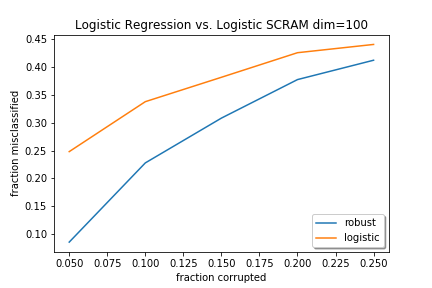 Logistic Regression vs. Logistic SCRAM dim=100
0.45
0.40
0.35
0.30
0.25
0.20
0.15
0.10
fraction misclassified
robust
logistic
0.050 0.075 0.100 0.125 0.150 0.175 0.200 0.225 0.250
fraction corrupted